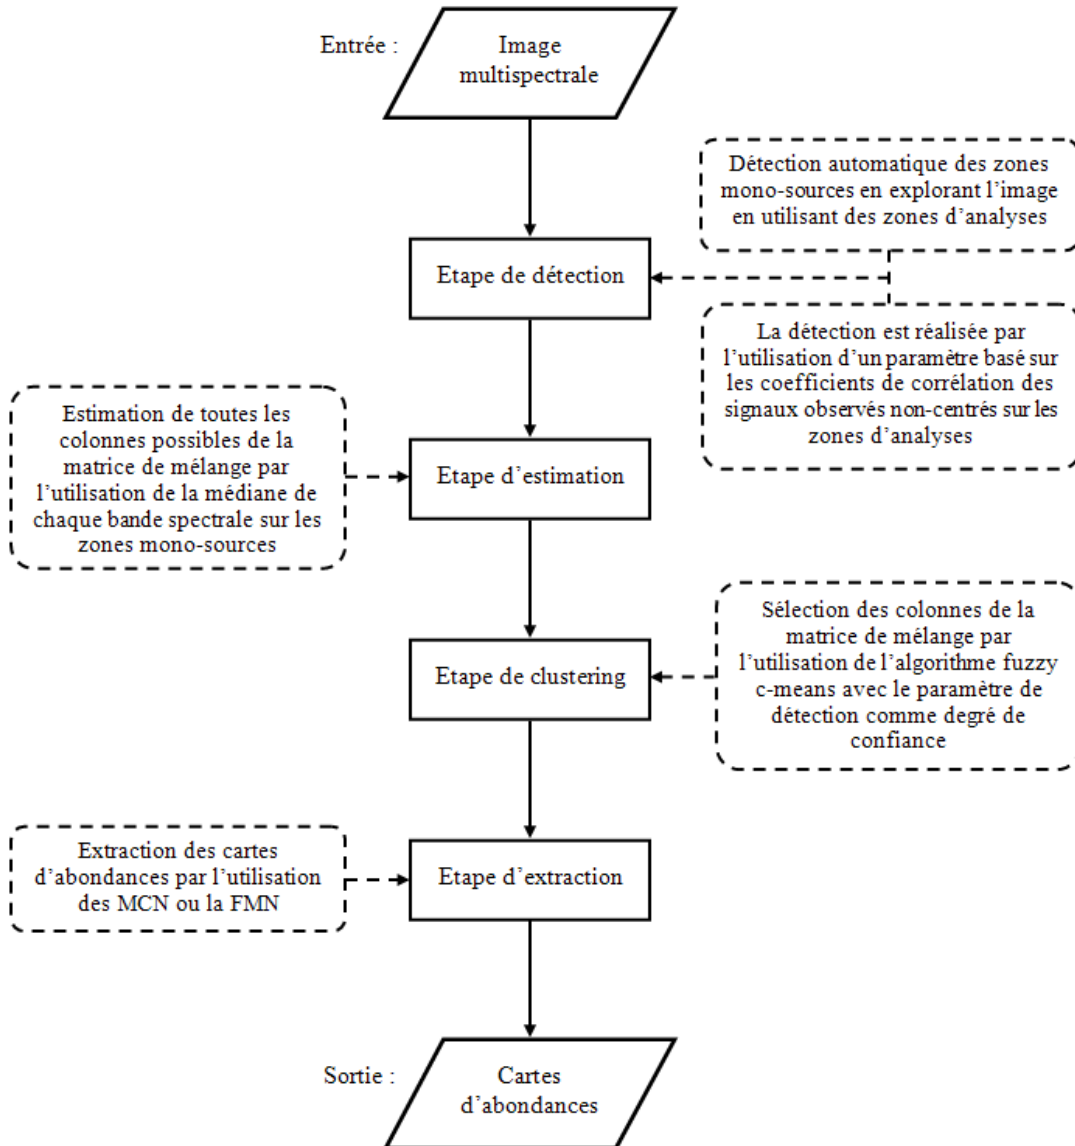 Entrée :
Image
multispectrale
Détection automatique des zones
mono-sources en explorant l’image
en utilisant des zones d’analyses
Etape de détection
La détection est réalisée par
l’utilisation d’un paramètre basé sur
les coefficients de corrélation des
signaux observés non-centrés sur les
zones d’analyses
Estimation de toutes les
colonnes possibles de la
matrice de mélange par
l’utilisation de la médiane de
chaque bande spectrale sur les
zones mono-sources
Etape d’estimation
Sélection des colonnes de la
matrice de mélange par
l’utilisation de l’algorithme fuzzy
c-means avec le paramètre de
détection comme degré de
confiance
Etape de clustering
Extraction des cartes
d’abondances par l’utilisation
des MCN ou la FMN
Etape d’extraction
Sortie :
Cartes
d’abondances